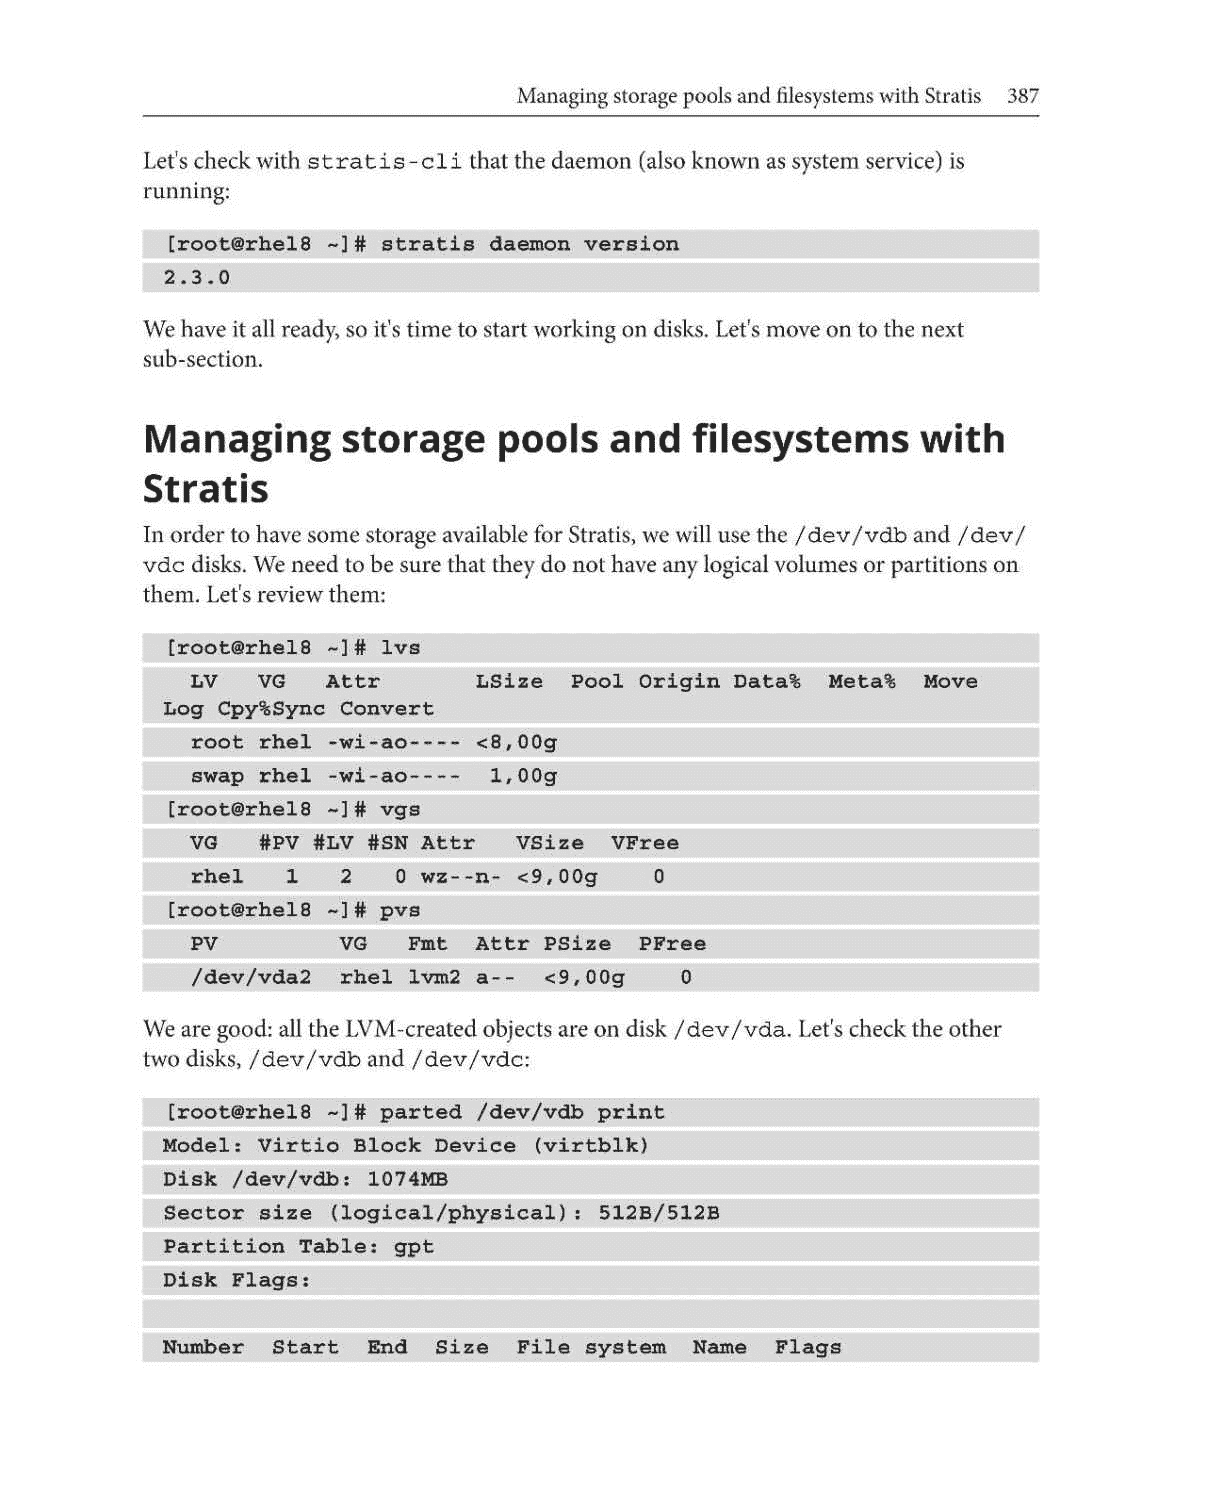 Managing storage pools and filesystems with Stratis 387
Let's check with stratis-cli that the daemon (also known as system service) is
running:
[root@rhel8 ~]# stratis daemon version
2.3.0
We have it all ready, so it's time to start working on disks. Let's move on to the next
sub-section.
Managing storage pools and filesystems with
Stratis
In order to have some storage available for Stratis, we will use the /dev/vdb and /dev/
vdc disks. We need to be sure that they do not have any logical volumes or partitions on
them. Let's review them:
[root@rhel8 ~]# lvs
LV VG Attr LSize Pool Origin Data% Meta% Move
Log Cpy%Sync Convert
root rhel -wi-ao---- <8,00g
swap rhel -wi-ao---- 1,00g
[root@rhel8 ~]# vgs
VG #PV #LV #SN Attr VSize VFree
rhel 1 2 0 wz--n- <9,00g 0
[root@rhel8 ~]# pvs
PV VG Fmt Attr PSize PFree
/dev/vda2 rhel lvm2 a-- <9,00g 0
We are good: all the LVM-created objects are on disk /dev/vda. Let's check the other
two disks, /dev/vdb and /dev/vdc:
[root@rhel8 ~]# parted /dev/vdb print
Model: Virtio Block Device (virtblk)
Disk /dev/vdb: 1074MB
Sector size (logical/physical): 512B/512B
Partition Table: gpt
Disk Flags:
Number Start End Size File system Name Flags